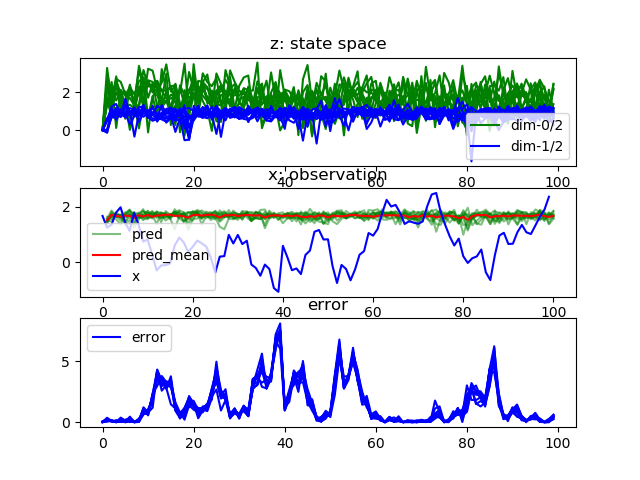 z: state space
2
0
dim-0/2
dim-1/2
0 20 40 60 80 100
x: observation
2
0
pred
pred_mean
x
0 20 40 60 80 100
error
5
0
error
0 20 40 60 80 100